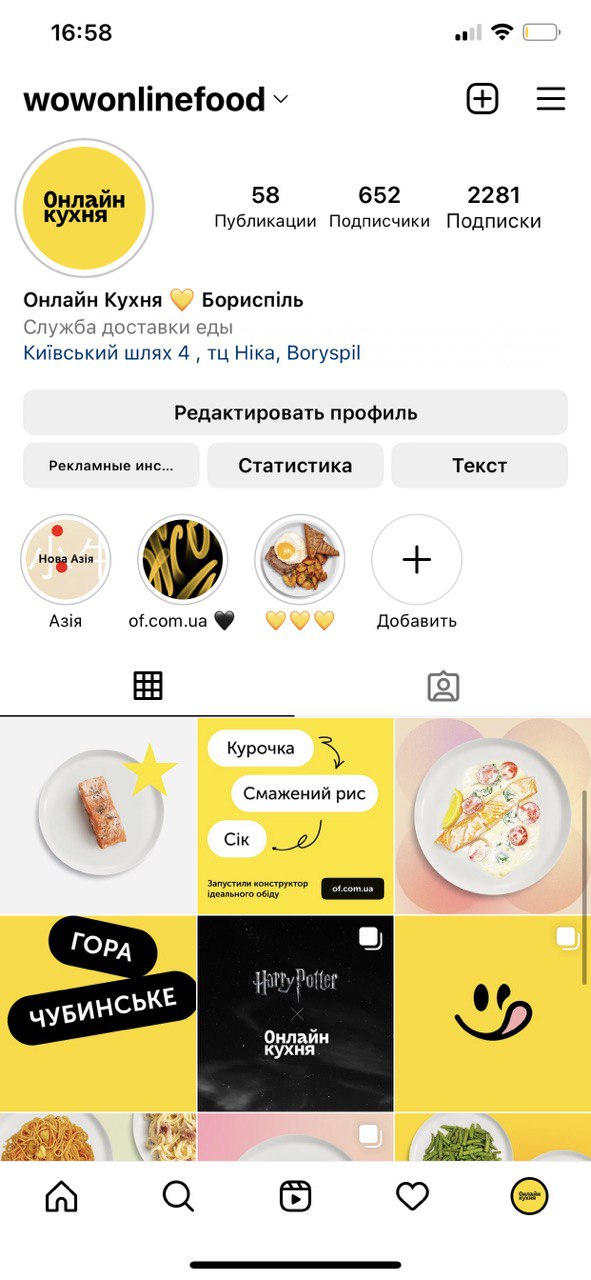 16:58
wowonlinefood
Онлайн
кухня
58
652
2281
Публикации
Подписчики
Подписки
Онлайн Кухня 💛 Бориспіль
Служба доставки еды
Київський шлях 4 , тц Ніка, Boryspil
Редактировать профиль
Рекламные инс...
Статистика
Текст
Нова Азія
Азія
of.com.ua 🖤
💛💛💛
Добавить
Курочка
Смажений рис
Сік
Запустили конструктор
ідеального обіду
of.com.ua
ГОРА
ЧУБИНСЬКЕ
Harry Potter
×
Онлайн
кухня
Онлайн
кухня